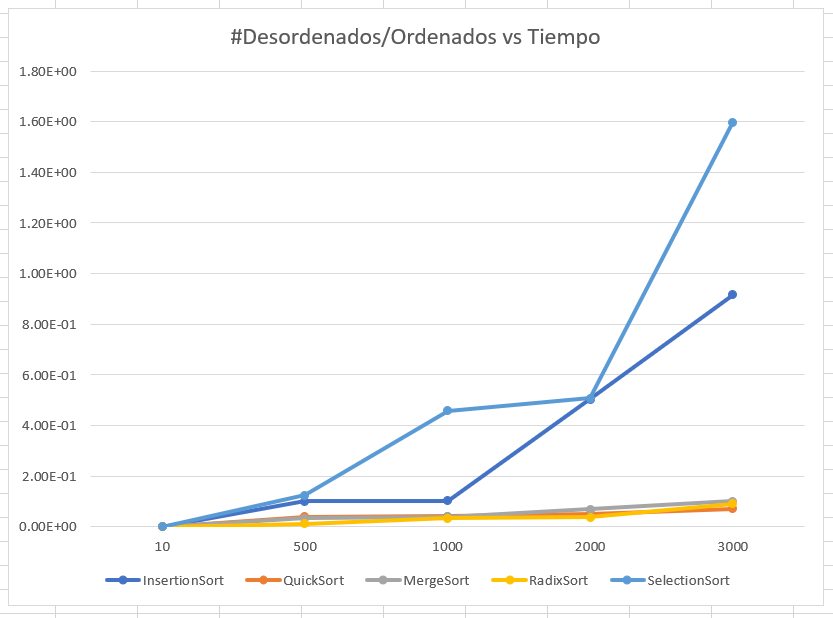 #Desordenados/Ordenados vs Tiempo
1.80E+00
1.60E+00
1.40E+00
1.20E+00
1.00E+00
8.00E-01
6.00E-01
4.00E-01
2.00E-01
0.00E+00
10 500 1000 2000 3000
InsertionSort QuickSort MergeSort RadixSort SelectionSort